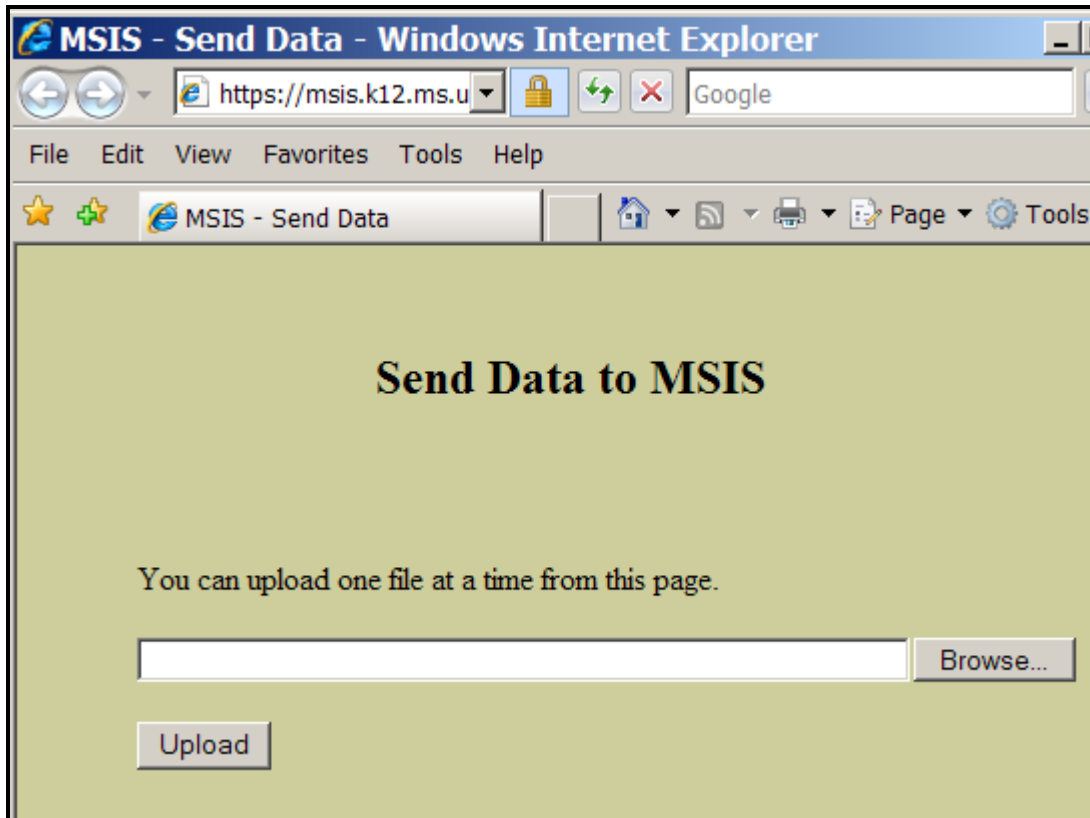 MSIS - Send Data - Windows Internet Explorer
https://msis.k12.ms.u Google
File Edit View Favorites Tools Help
MSIS - Send Data Page Tools
Send Data to MSIS
You can upload one file at a time from this page.
Browse...
Upload